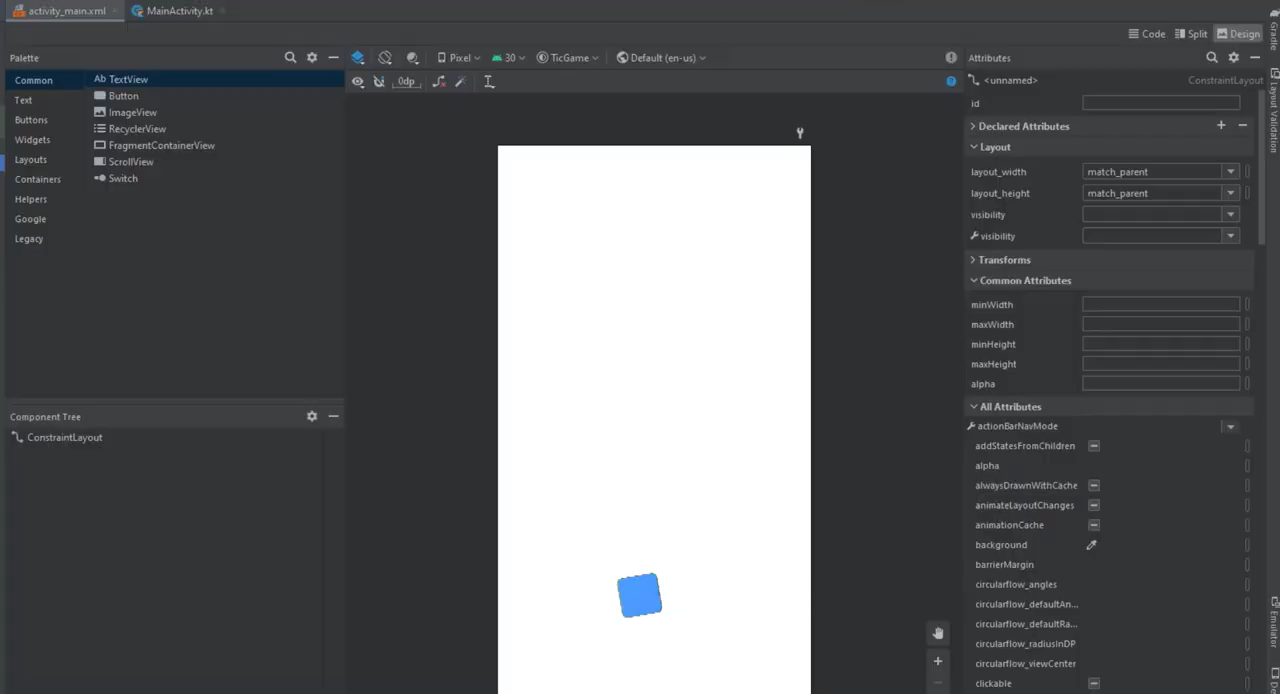 activity_main.xml
MainActivity.kt
Code
Split
Design
Palette
Pixel
30
TicGame
Default (en-us)
Attributes
Common
Text
Buttons
Widgets
Layouts
Containers
Helpers
Google
Legacy
Ab TextView
Button
ImageView
RecyclerView
FragmentContainerView
ScrollView
Switch
0dp
<unnamed>
ConstraintLayout
id
Declared Attributes
Layout
layout_width
match_parent
layout_height
match_parent
visibility
visibility
Transforms
Common Attributes
minWidth
maxWidth
minHeight
maxHeight
alpha
All Attributes
actionBarNavMode
addStatesFromChildren
alpha
alwaysDrawnWithCache
animateLayoutChanges
animationCache
background
barrierMargin
circularflow_angles
circularflow_defaultAn...
circularflow_defaultRa...
circularflow_radiusInDP
circularflow_viewCenter
clickable
Component Tree
ConstraintLayout
Gradle
Layout Validation
Emulator